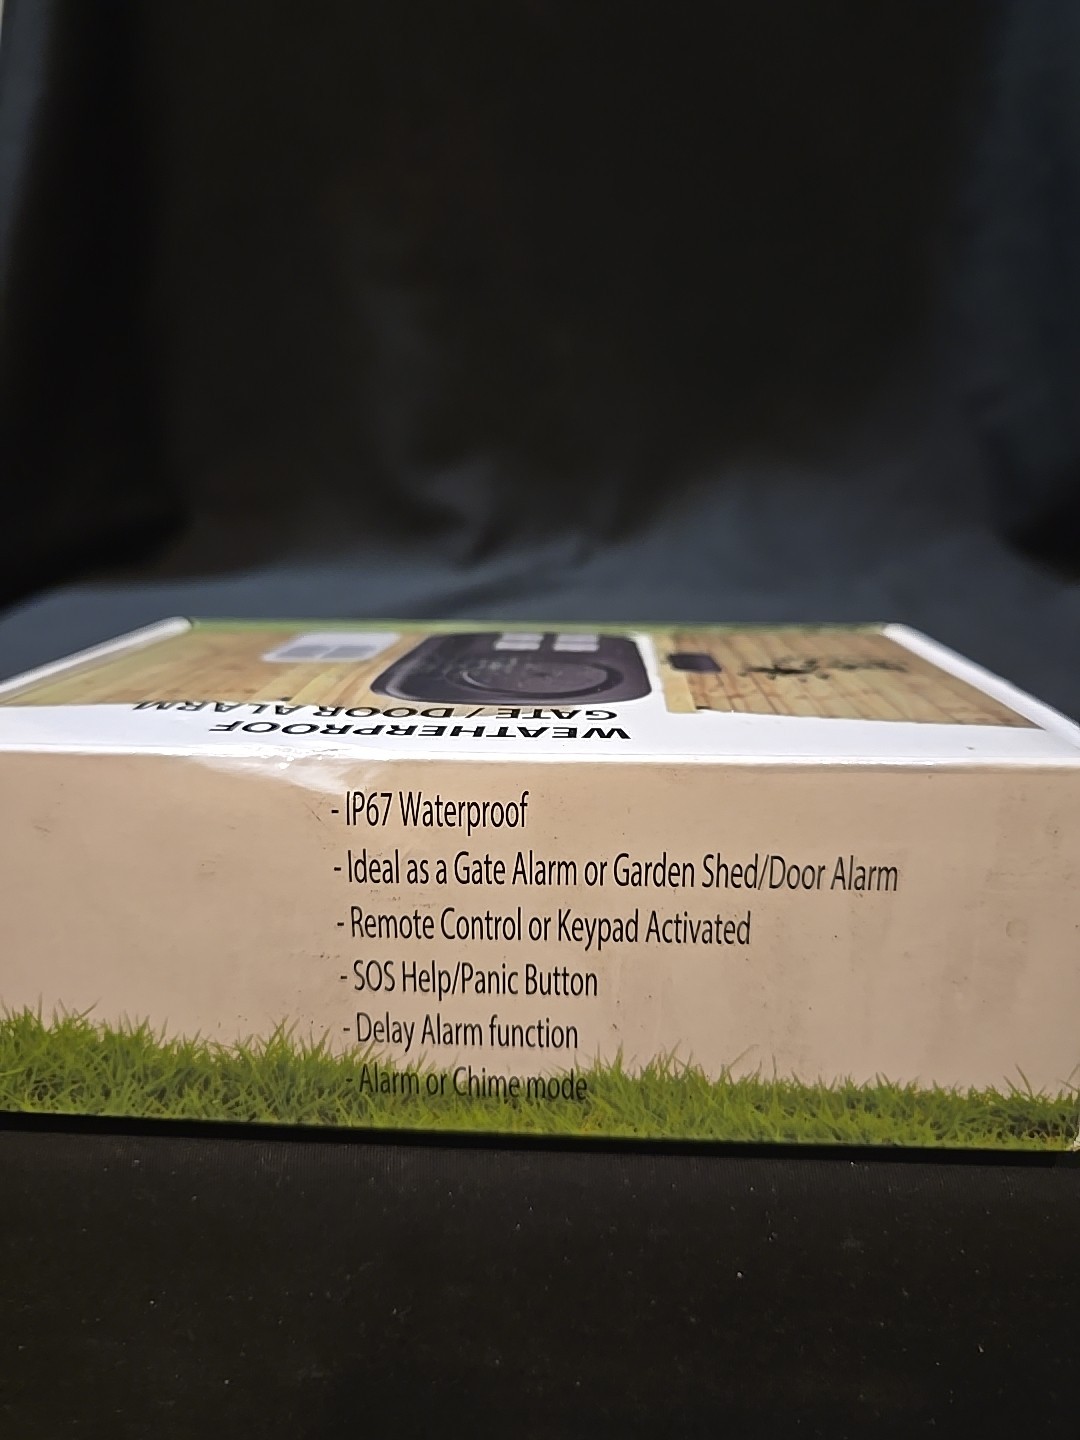 WEATHERPROOF
GATE / DOOR ALARM
- IP67 Waterproof
- Ideal as a Gate Alarm or Garden Shed/Door Alarm
- Remote Control or Keypad Activated
- SOS Help/Panic Button
- Delay Alarm function
- Alarm or Chime mode